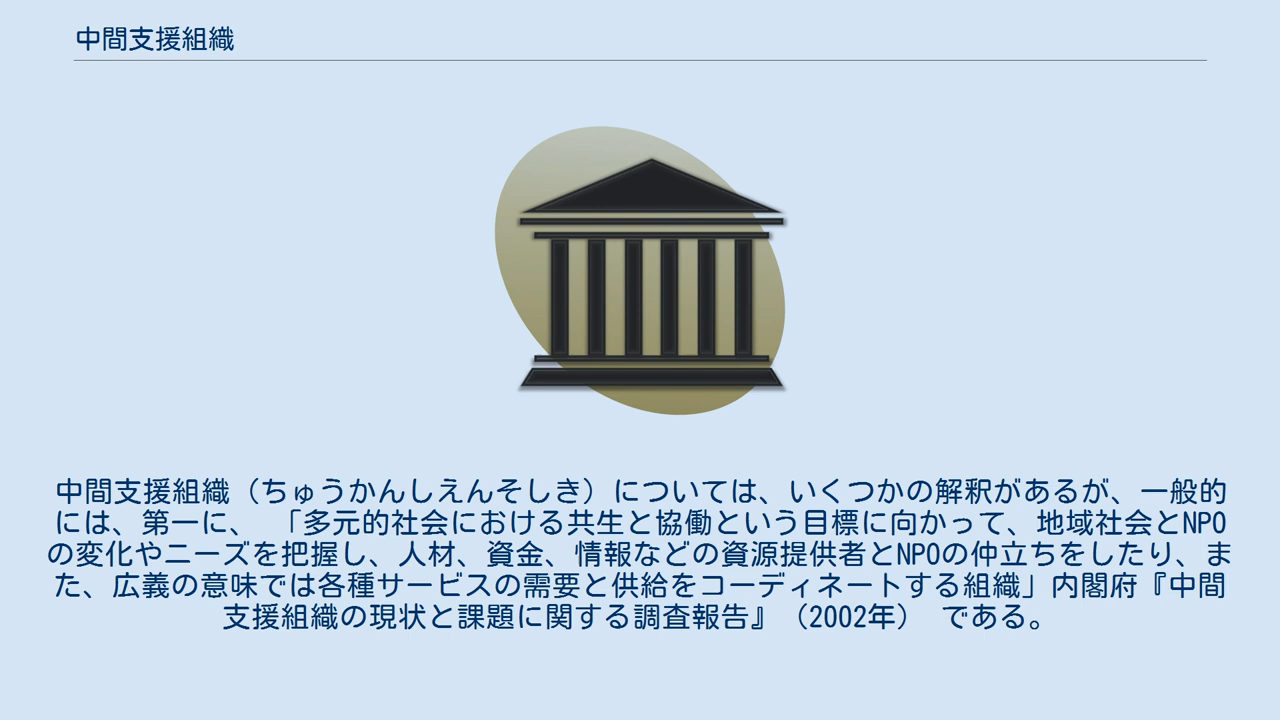 中間支援組織
中間支援組織（ちゅうかんしえんそしき）については、いくつかの解釈があるが、一般的
には、第一に、　「多元的社会における共生と協働という目標に向かって、地域社会とNPO
の変化やニーズを把握し、人材、資金、情報などの資源提供者とNPOの仲立ちをしたり、ま
た、広義の意味では各種サービスの需要と供給をコーディネートする組織」内閣府『中間
支援組織の現状と課題に関する調査報告』（2002年）　である。